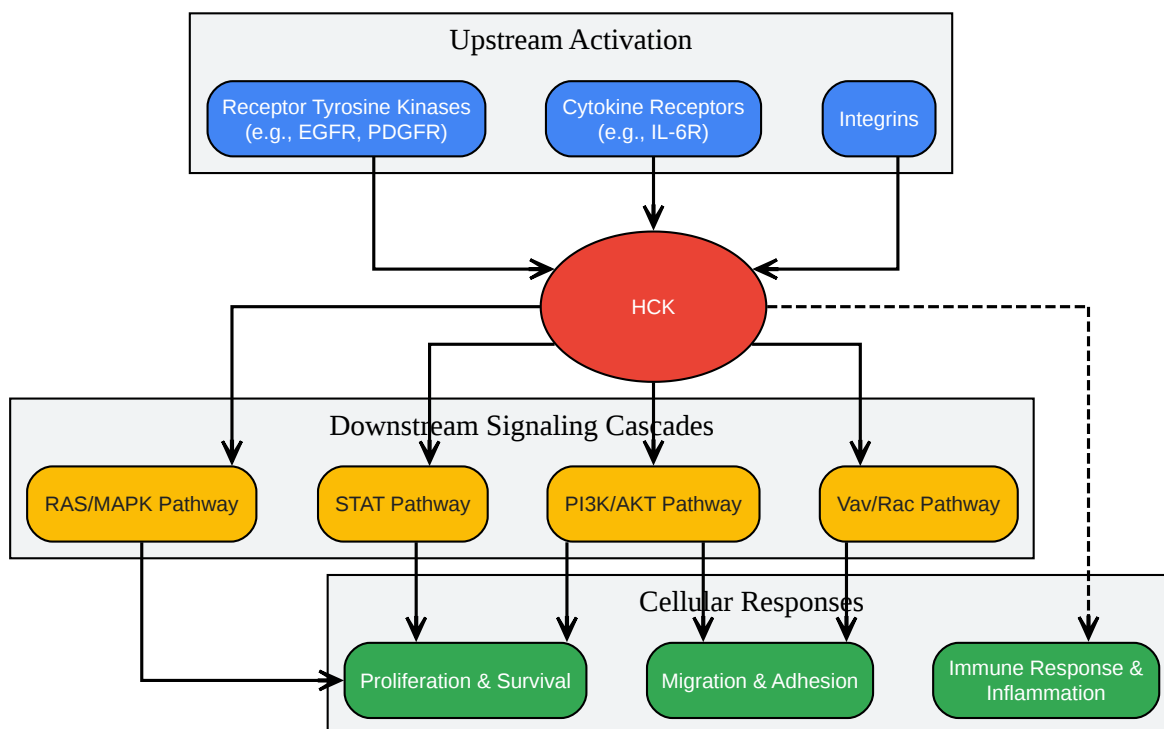 Upstream Activation
Receptor Tyrosine Kinases
(e.g., EGFR, PDGFR)
Cytokine Receptors
(e.g., IL-6R)
Integrins
HCK
Downstream Signaling Cascades
RAS/MAPK Pathway
STAT Pathway
PI3K/AKT Pathway
Vav/Rac Pathway
Cellular Responses
Proliferation & Survival
Migration & Adhesion
Immune Response &
Inflammation